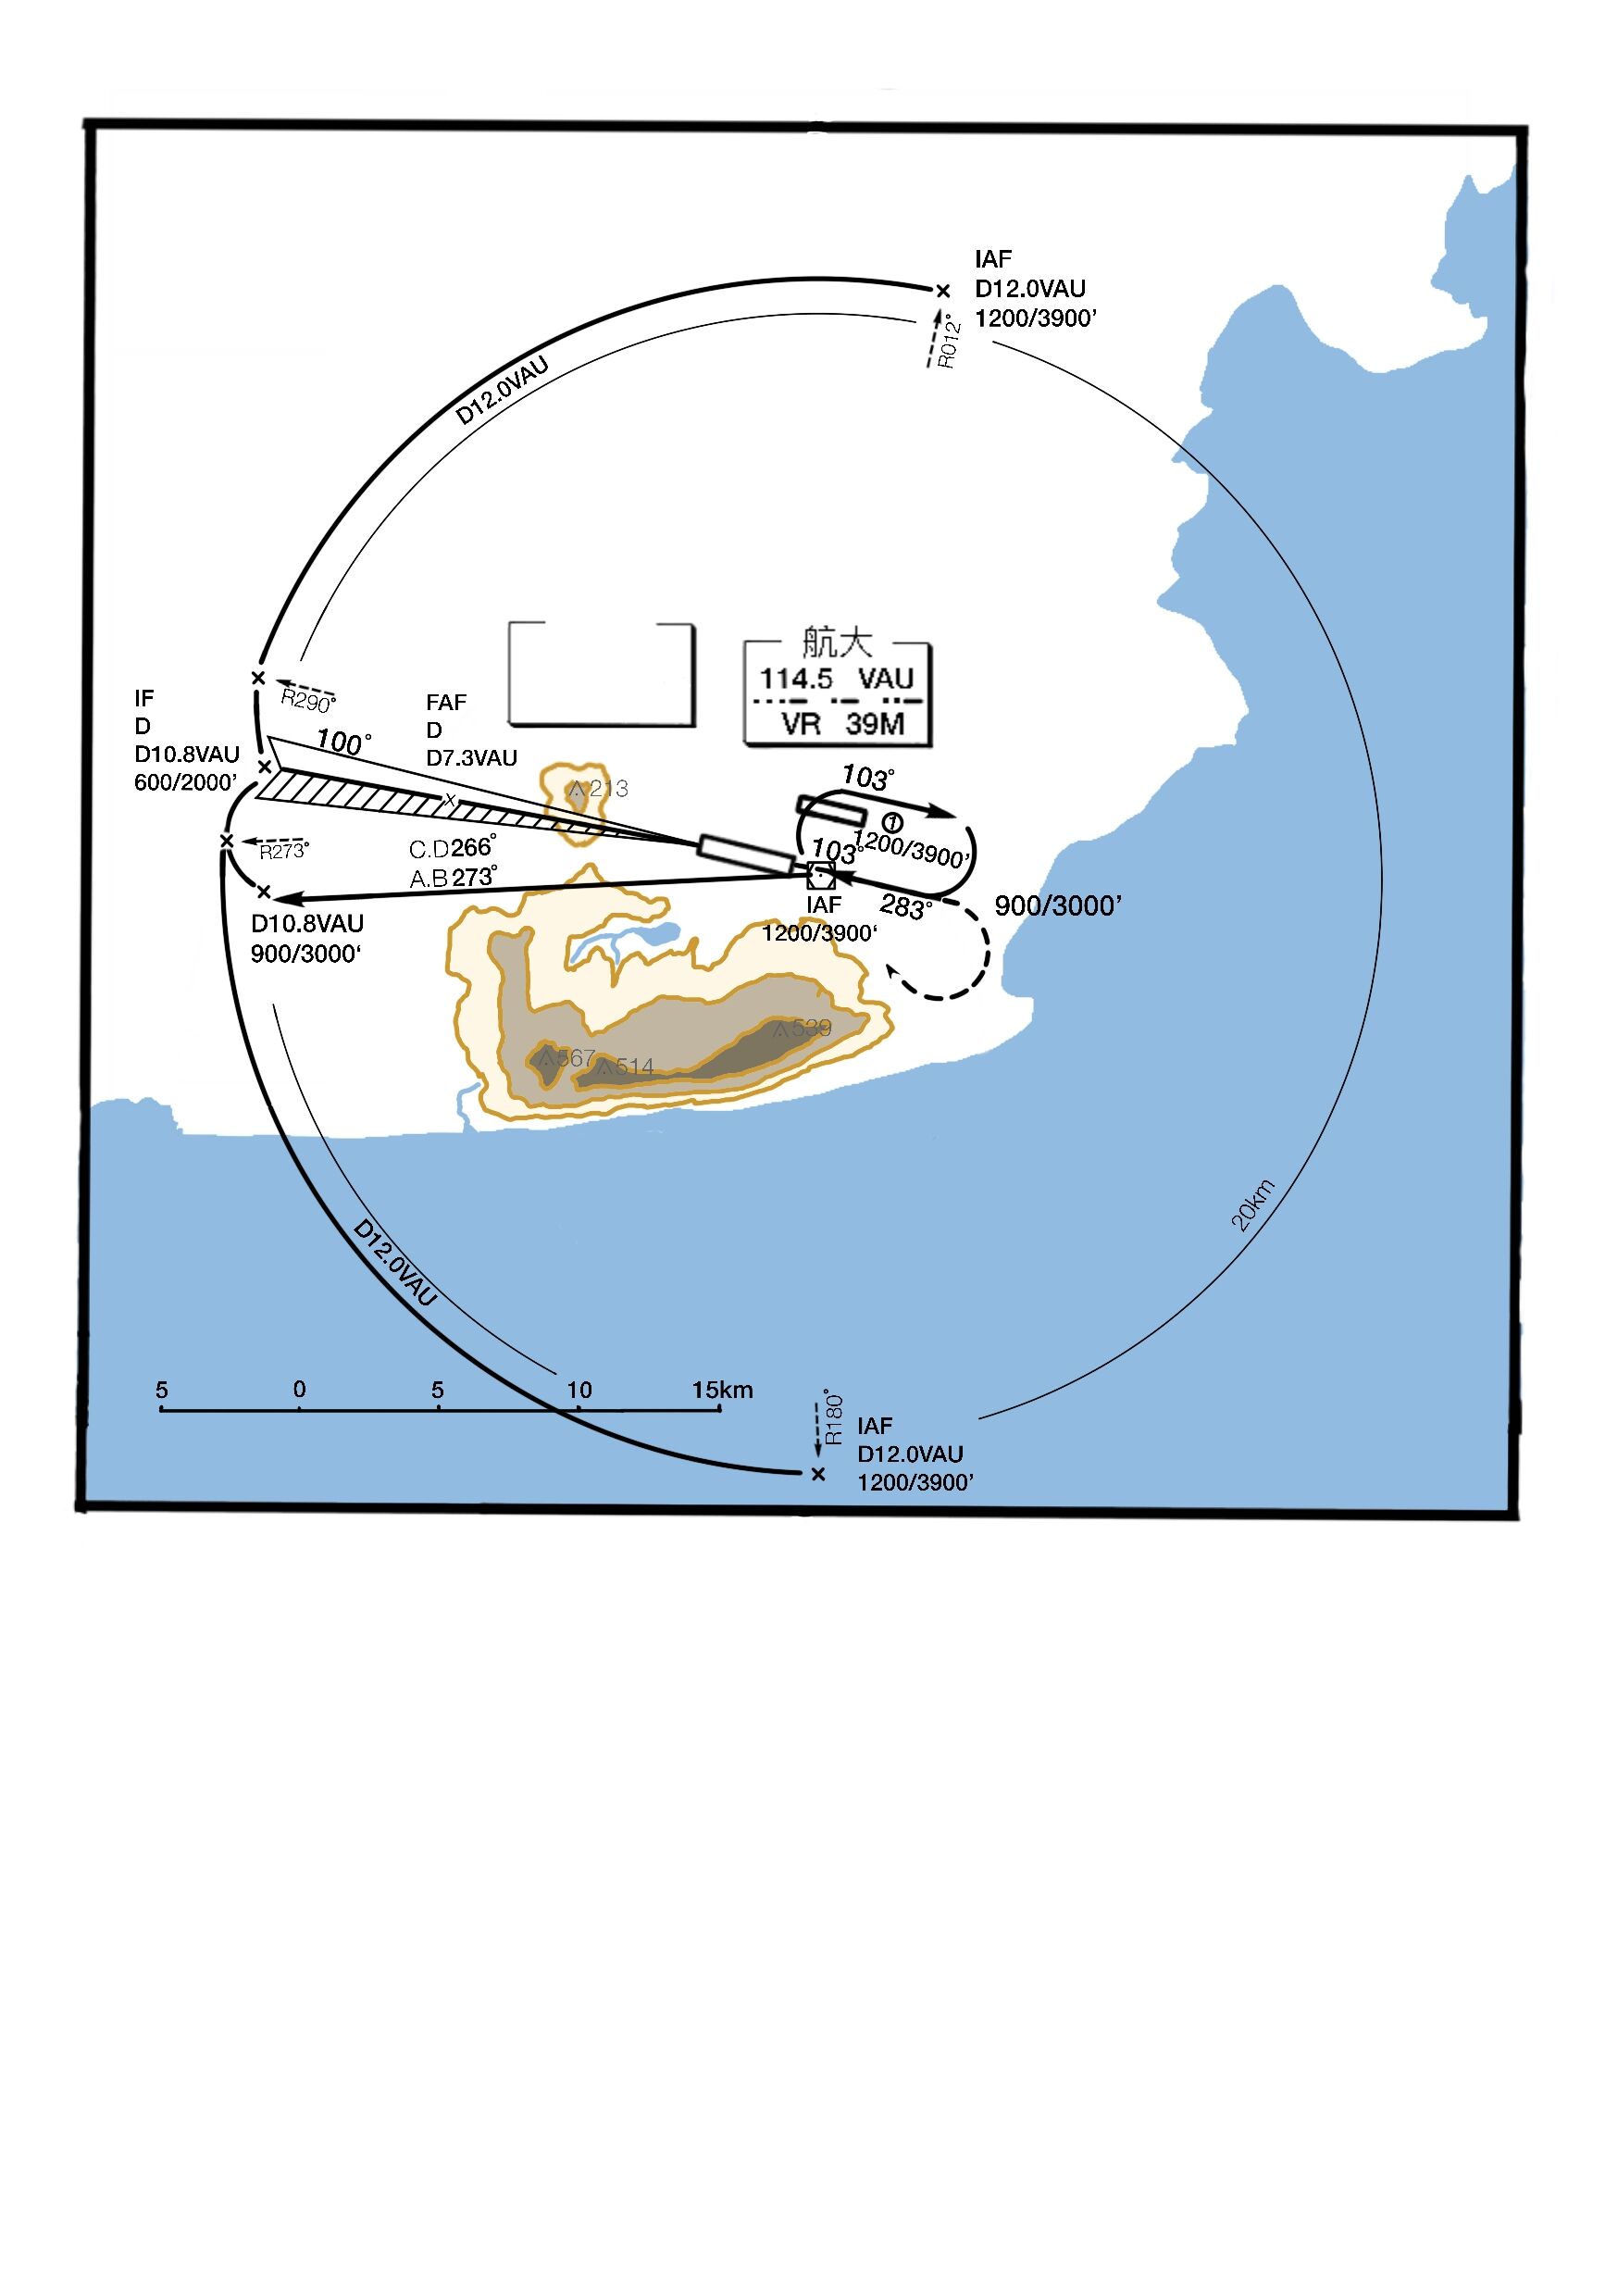 IAF
D12.0VAU
1200/3900’
R012°
D12.0VAU
航大
114.5 VAU
VR 39M
R290°
IF
D
D10.8VAU
600/2000’
100°
FAF
D
D7.3VAU
213
103°
①
1200/3900’
103°
R273°
C.D266°
A.B273°
IAF
1200/3900‘
283°
900/3000’
D10.8VAU
900/3000‘
539
567
514
20km
D12.0VAU
5 0 5 10 15km
R180°
IAF
D12.0VAU
1200/3900’